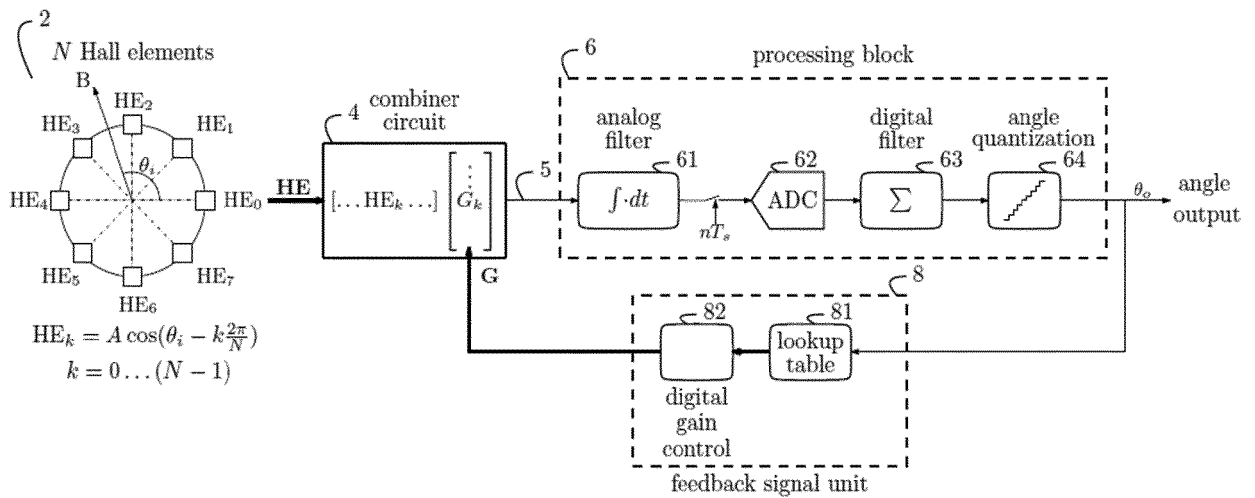 2
N Hall elements
B
HE₂
HE₃
HE₁
θᵢ
HE₄
HE₀
HE₅
HE₇
HE₆
HEₖ = A cos(θᵢ − k 2π/N)
k = 0 … (N − 1)
HE
4
combiner
circuit
[… HEₖ …] [⋮ Gₖ]
G
5
6
processing block
analog
filter
61
∫·dt
nTₛ
62
ADC
digital
filter
63
Σ
angle
quantization
64
θₒ
angle
output
8
82
81
lookup
table
digital
gain
control
feedback signal unit